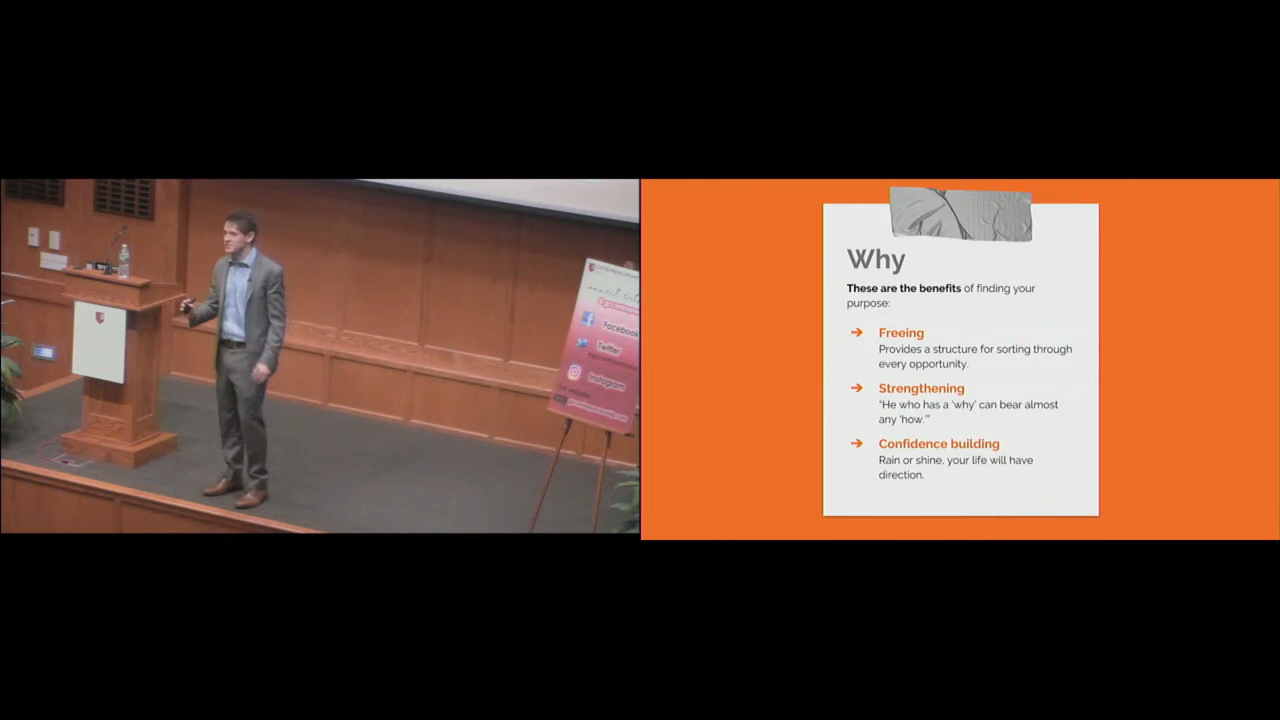 Facebook
Twitter
Instagram
Why
These are the benefits of finding your
purpose:
➔ Freeing
Provides a structure for sorting through
every opportunity.
➔ Strengthening
“He who has a ‘why’ can bear almost
any ‘how.’”
➔ Confidence building
Rain or shine, your life will have
direction.